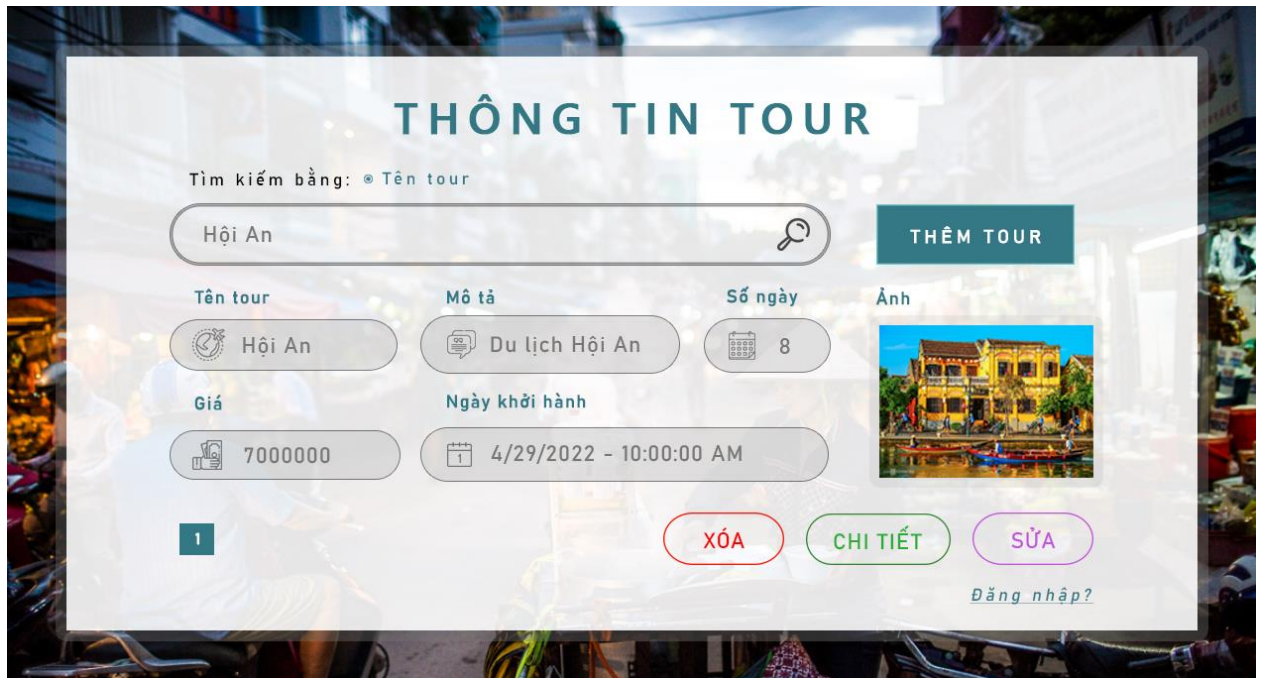 THÔNG TIN TOUR
Tìm kiếm bằng: Tên tour
Hội An
THÊM TOUR
Tên tour Mô tả Số ngày Ảnh
Hội An Du lịch Hội An 8
Giá Ngày khởi hành
7000000 4/29/2022 - 10:00:00 AM
1 XÓA CHI TIẾT SỬA
Đăng nhập?